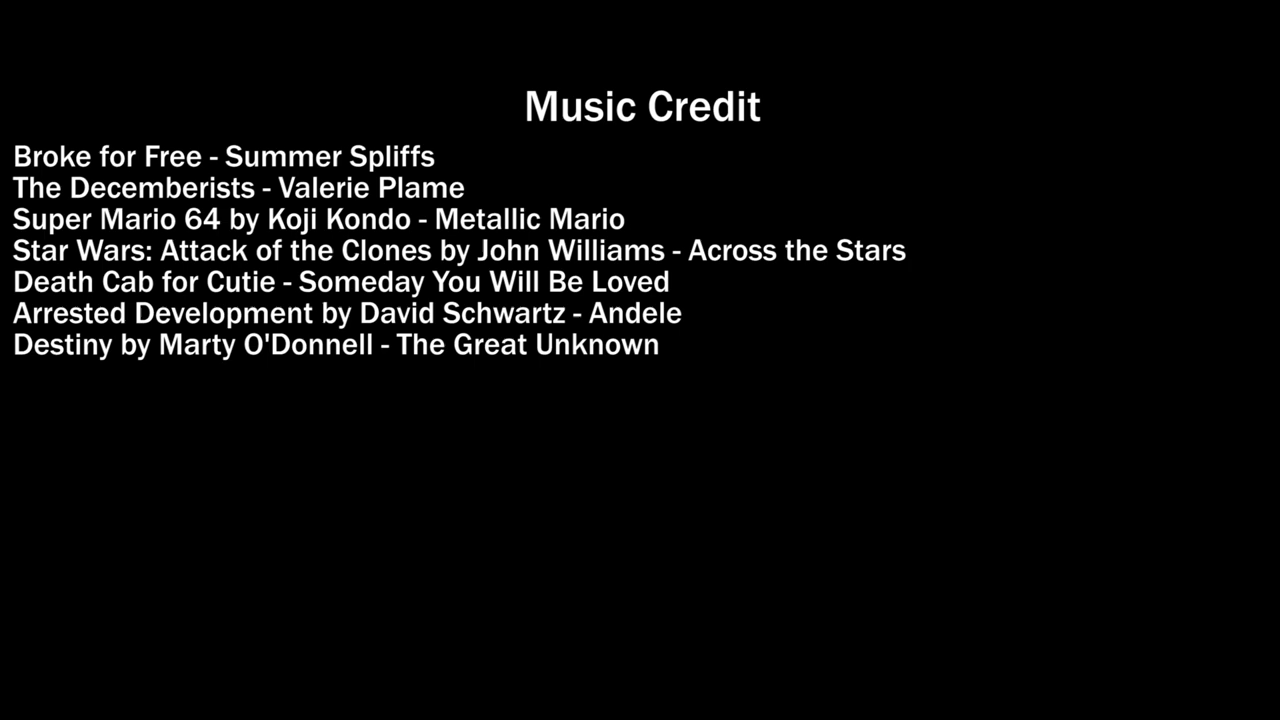 Music Credit
Broke for Free - Summer Spliffs
The Decemberists - Valerie Plame
Super Mario 64 by Koji Kondo - Metallic Mario
Star Wars: Attack of the Clones by John Williams - Across the Stars
Death Cab for Cutie - Someday You Will Be Loved
Arrested Development by David Schwartz - Andele
Destiny by Marty O'Donnell - The Great Unknown